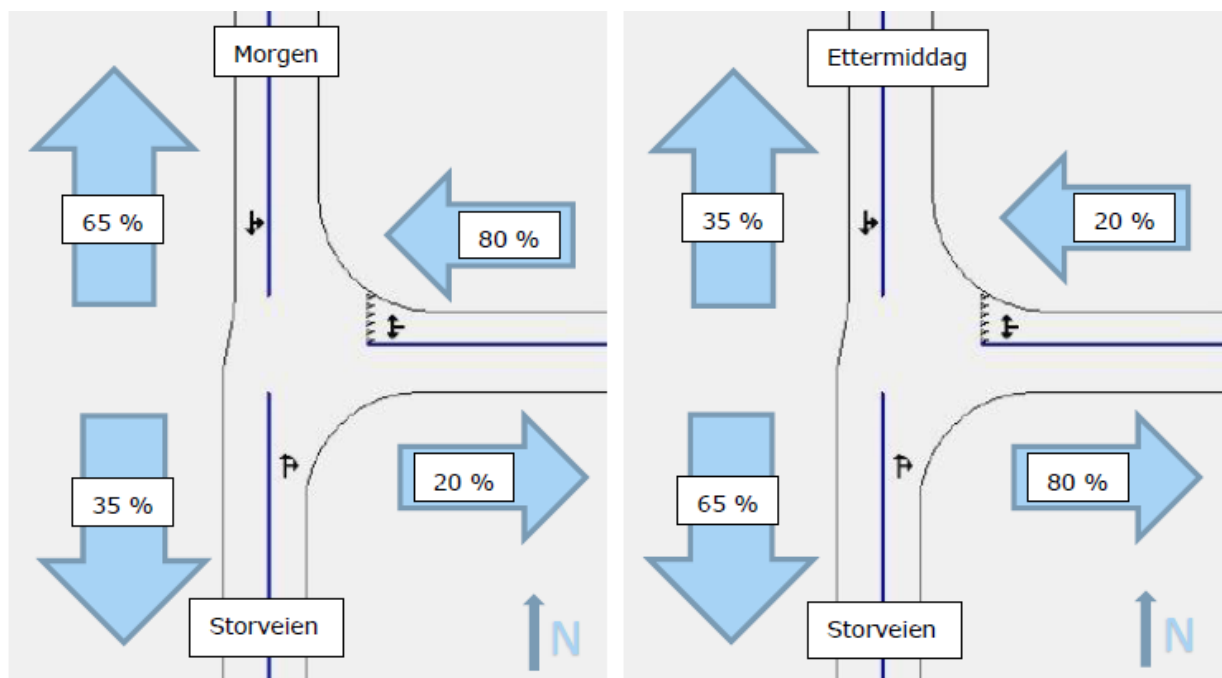 Morgen
65 %
80 %
35 %
20 %
Storveien
N
Ettermiddag
35 %
20 %
65 %
80 %
Storveien
N